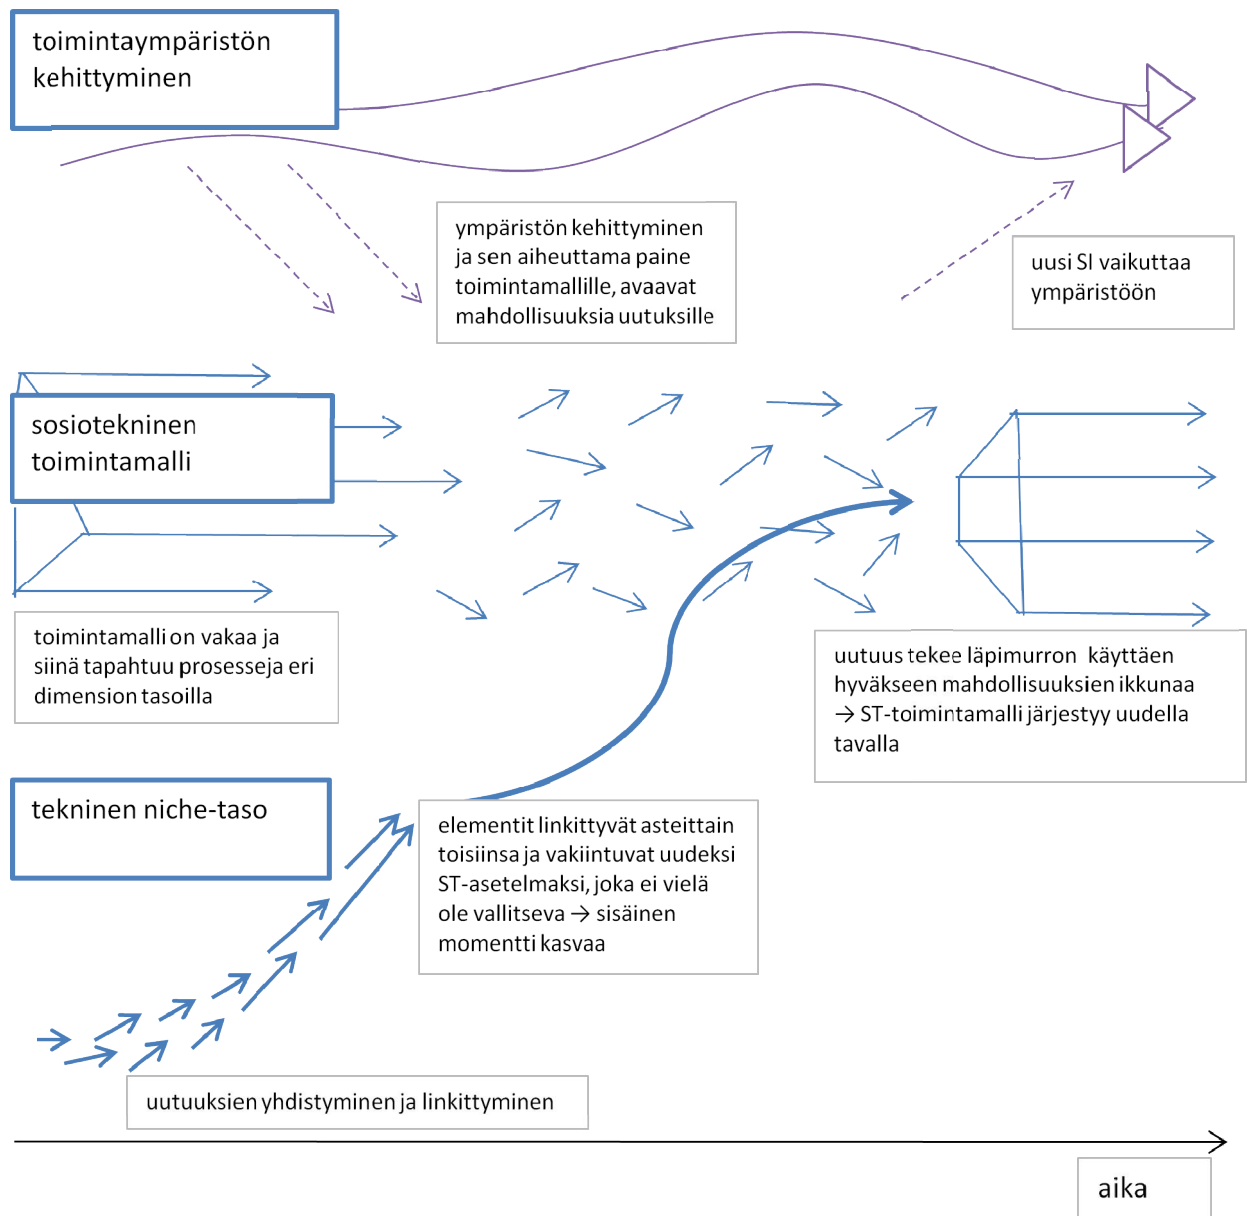 toimintaympäristön
kehittyminen
ympäristön kehittyminen
ja sen aiheuttama paine
toimintamallille, avaavat
mahdollisuuksia uutuksille
uusi SI vaikuttaa
ympäristöön
sosiotekninen
toimintamalli
toimintamalli on vakaa ja
siinä tapahtuu prosesseja eri
dimension tasoilla
uutuus tekee läpimurron käyttäen
hyväkseen mahdollisuuksien ikkunaa
→ ST-toimintamalli järjestyy uudella
tavalla
tekninen niche-taso
elementit linkittyvät asteittain
toisiinsa ja vakiintuvat uudeksi
ST-asetelmaksi, joka ei vielä
ole vallitseva → sisäinen
momentti kasvaa
uutuuksien yhdistyminen ja linkittyminen
aika